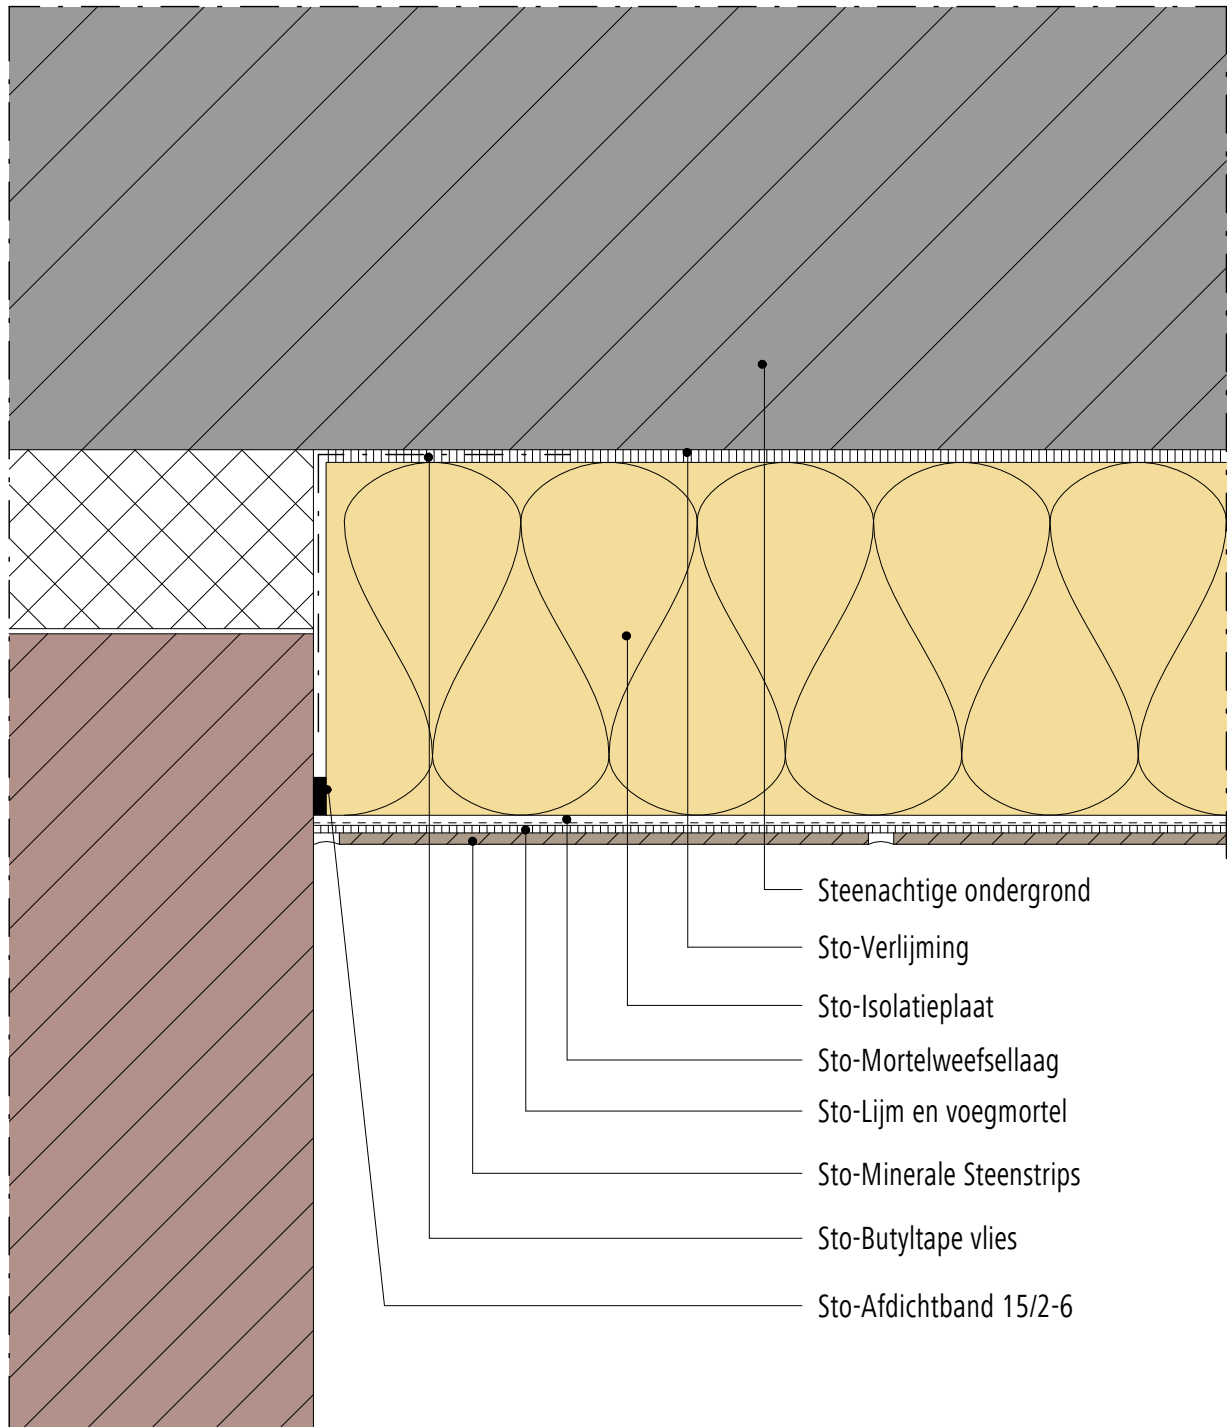 Steenachtige ondergrond
Sto-Verlijming
Sto-Isolatieplaat
Sto-Mortelweefsellaag
Sto-Lijm en voegmortel
Sto-Minerale Steenstrips
Sto-Butyltape vlies
Sto-Afdichtband 15/2-6